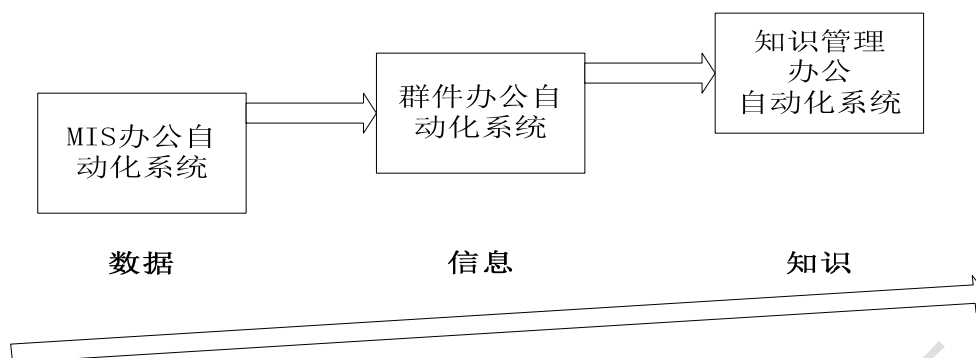 MIS办公自
动化系统
群件办公自
动化系统
知识管理
办公
自动化系统
数据
信息
知识